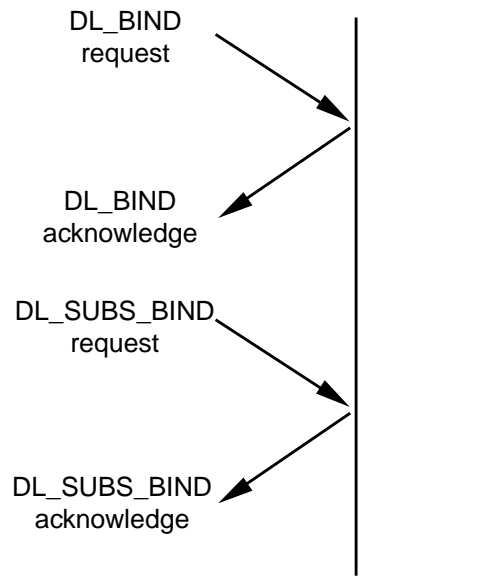 DL_BIND
request
DL_BIND
acknowledge
DL_SUBS_BIND
request
DL_SUBS_BIND
acknowledge